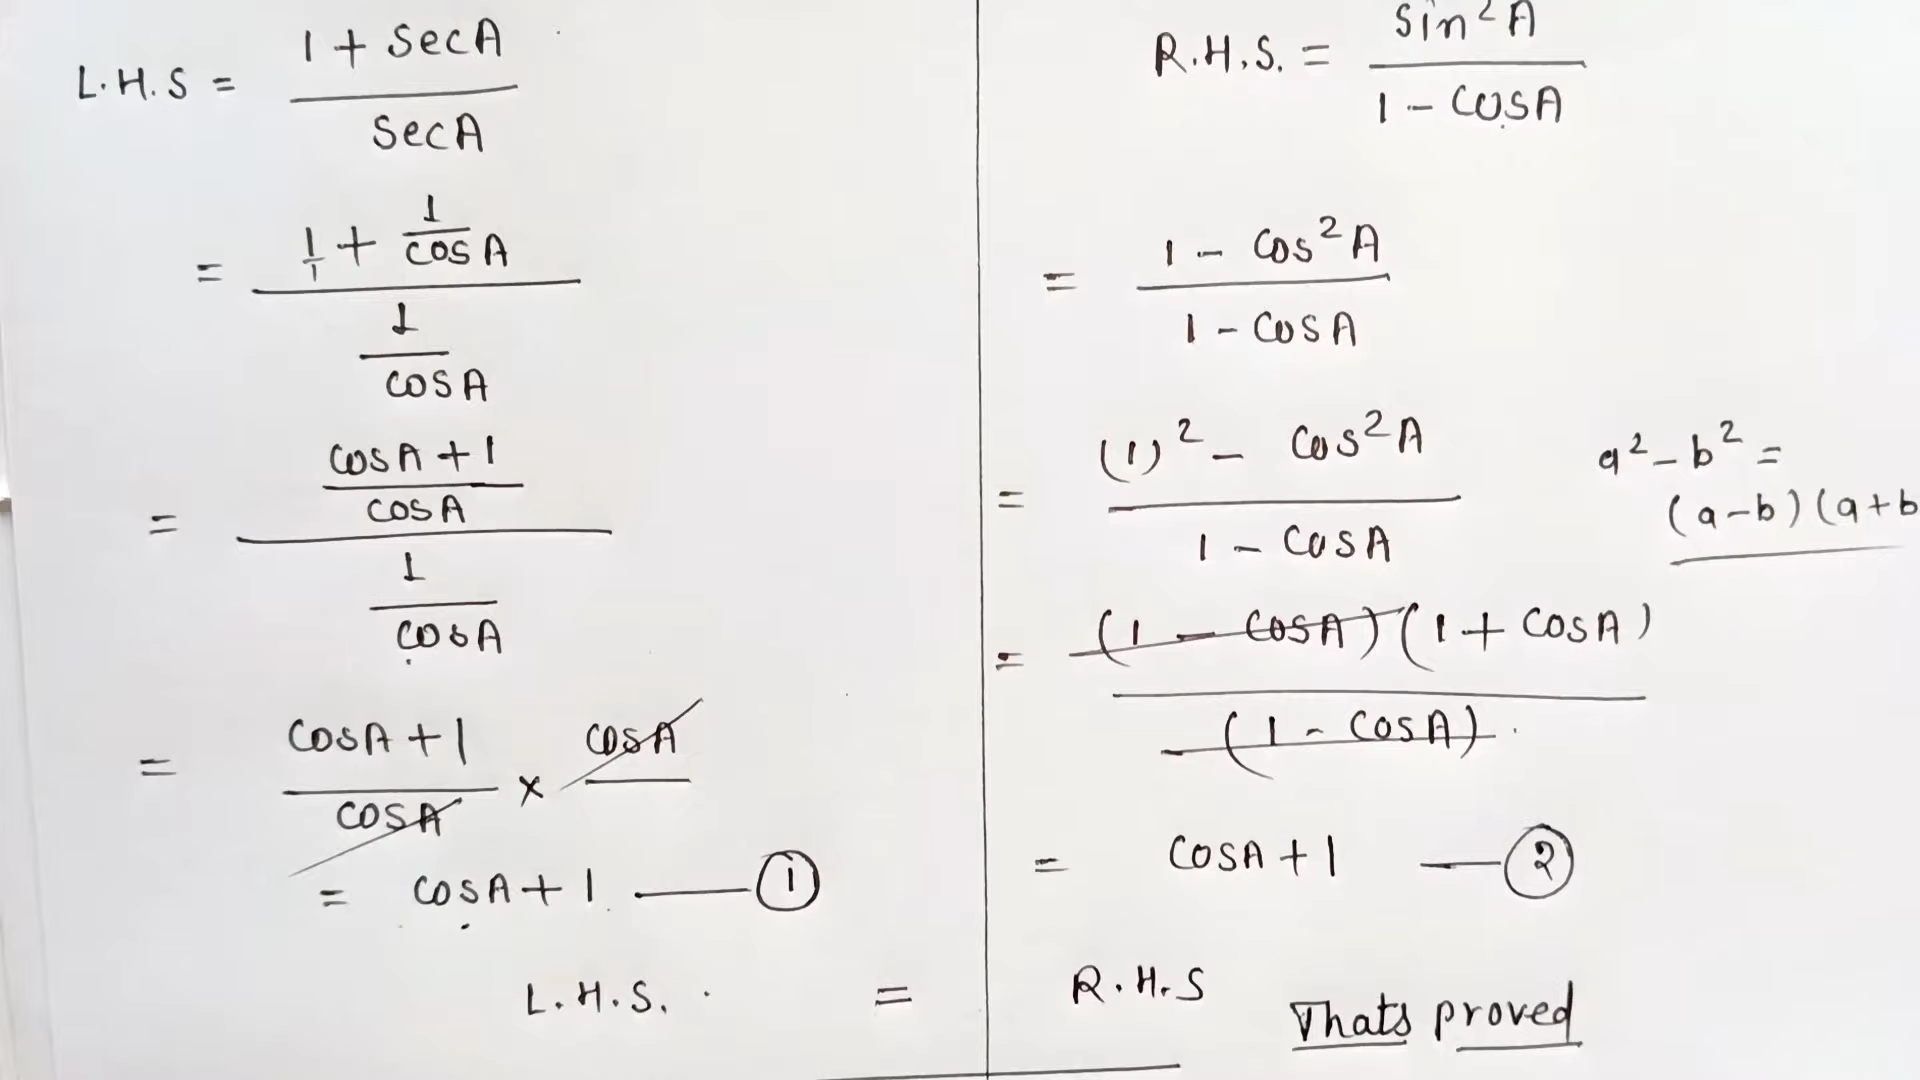 L.H.S = (1 + secA) / secA
= (1/1 + 1/cosA) / (1/cosA)
= ((cosA + 1)/cosA) / (1/cosA)
= (cosA + 1)/cosA × cosA/
= cosA + 1 —— ①
R.H.S. = sin²A / (1 - cosA)
= (1 - cos²A) / (1 - cosA)
= ((1)² - cos²A) / (1 - cosA)
a² - b² =
(a - b) (a + b
= (1 - cosA) (1 + cosA) / (1 - cosA)
= cosA + 1 —— ②
L.H.S. = R.H.S
Thats proved